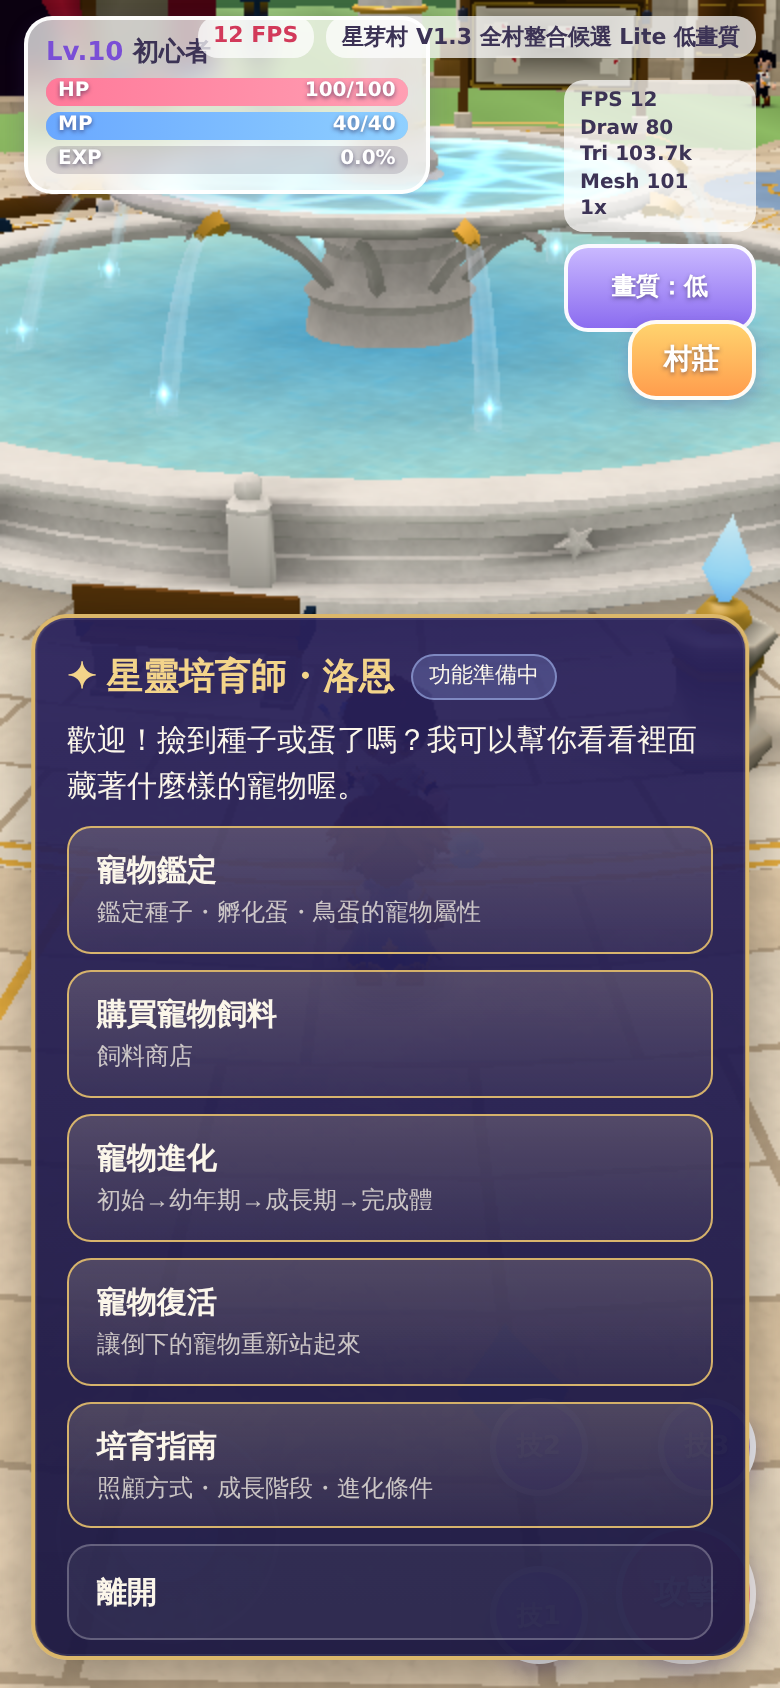 Lv.10 初心者
12 FPS
星芽村 V1.3 全村整合候選 Lite 低畫質
HP 100/100
MP 40/40
EXP 0.0%
FPS 12
Draw 80
Tri 103.7k
Mesh 101
1x
畫質：低
村莊
✦ 星靈培育師・洛恩
功能準備中
歡迎！撿到種子或蛋了嗎？我可以幫你看看裡面
藏著什麼樣的寵物喔。
寵物鑑定
鑑定種子・孵化蛋・鳥蛋的寵物屬性
購買寵物飼料
飼料商店
寵物進化
初始→幼年期→成長期→完成體
寵物復活
讓倒下的寵物重新站起來
培育指南
照顧方式・成長階段・進化條件
技2
技3
離開
技1
攻擊